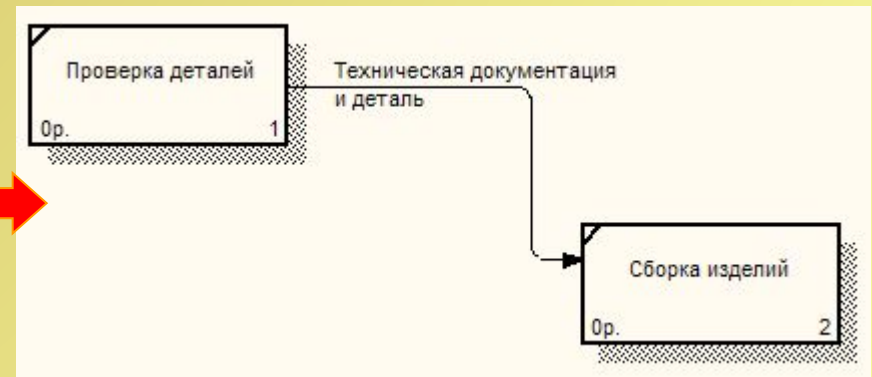 Проверка деталей
0р. 1
Техническая документация
и деталь
Сборка изделий
0р. 2